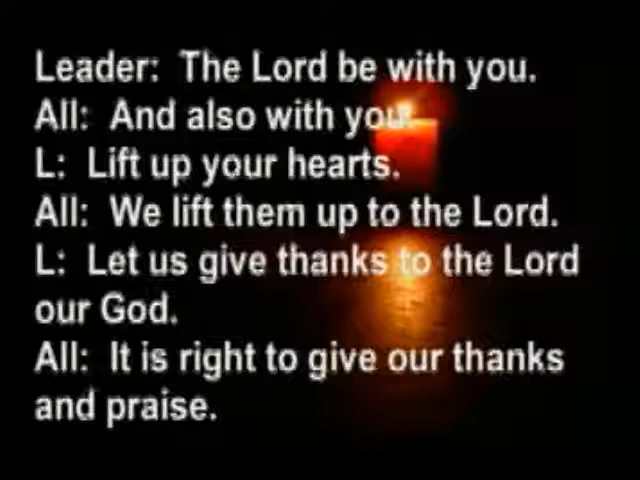 Leader: The Lord be with you.
All: And also with you.
L: Lift up your hearts.
All: We lift them up to the Lord.
L: Let us give thanks to the Lord
our God.
All: It is right to give our thanks
and praise.